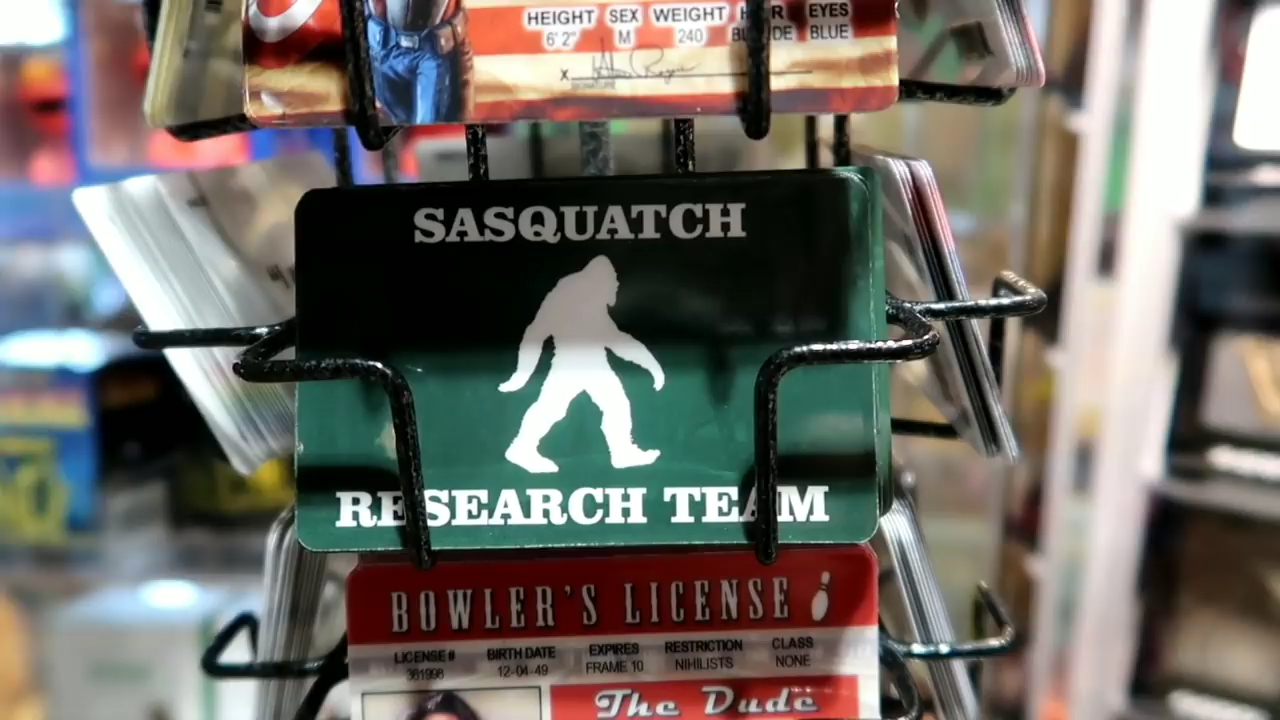 HEIGHT SEX WEIGHT EYES
6' 2" M 240 BLUE
x
SIGNATURE
SASQUATCH
RESEARCH TEAM
BOWLER'S LICENSE
LICENSE# BIRTH DATE EXPIRES RESTRICTION CLASS
361998 12-04-49 FRAME 10 NIHILISTS NONE
The Dude